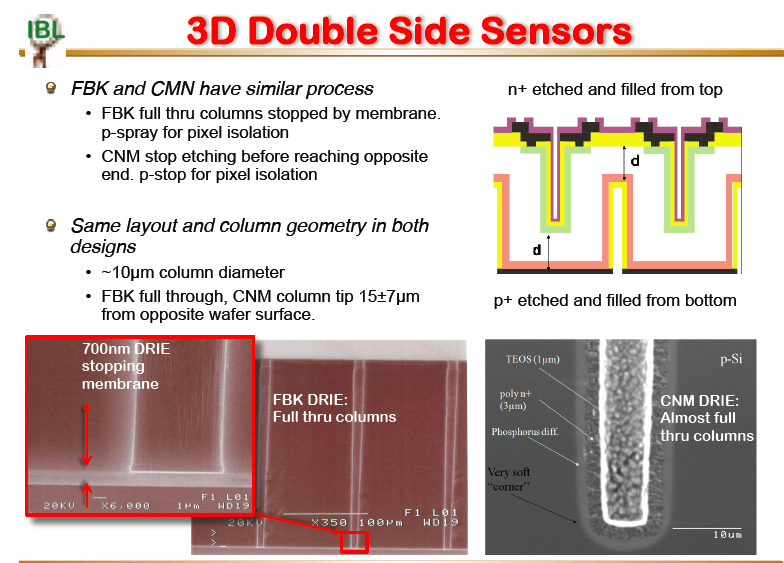 IBL
3D Double Side Sensors
FBK and CMN have similar process
• FBK full thru columns stopped by membrane.
p-spray for pixel isolation
• CNM stop etching before reaching opposite
end. p-stop for pixel isolation
Same layout and column geometry in both
designs
• ~10µm column diameter
• FBK full through, CNM column tip 15±7µm
from opposite wafer surface.
n+ etched and filled from top
d
d
p+ etched and filled from bottom
700nm DRIE
stopping
membrane
20KV X6,000 1µm WD19
F1 L01
FBK DRIE:
Full thru columns
F1 L01
20KV X350 100µm WD19
TEOS (1µm)
p-Si
poly n+
(3µm)
Phosphorus diff.
Very soft
“corner”
CNM DRIE:
Almost full
thru columns
10um